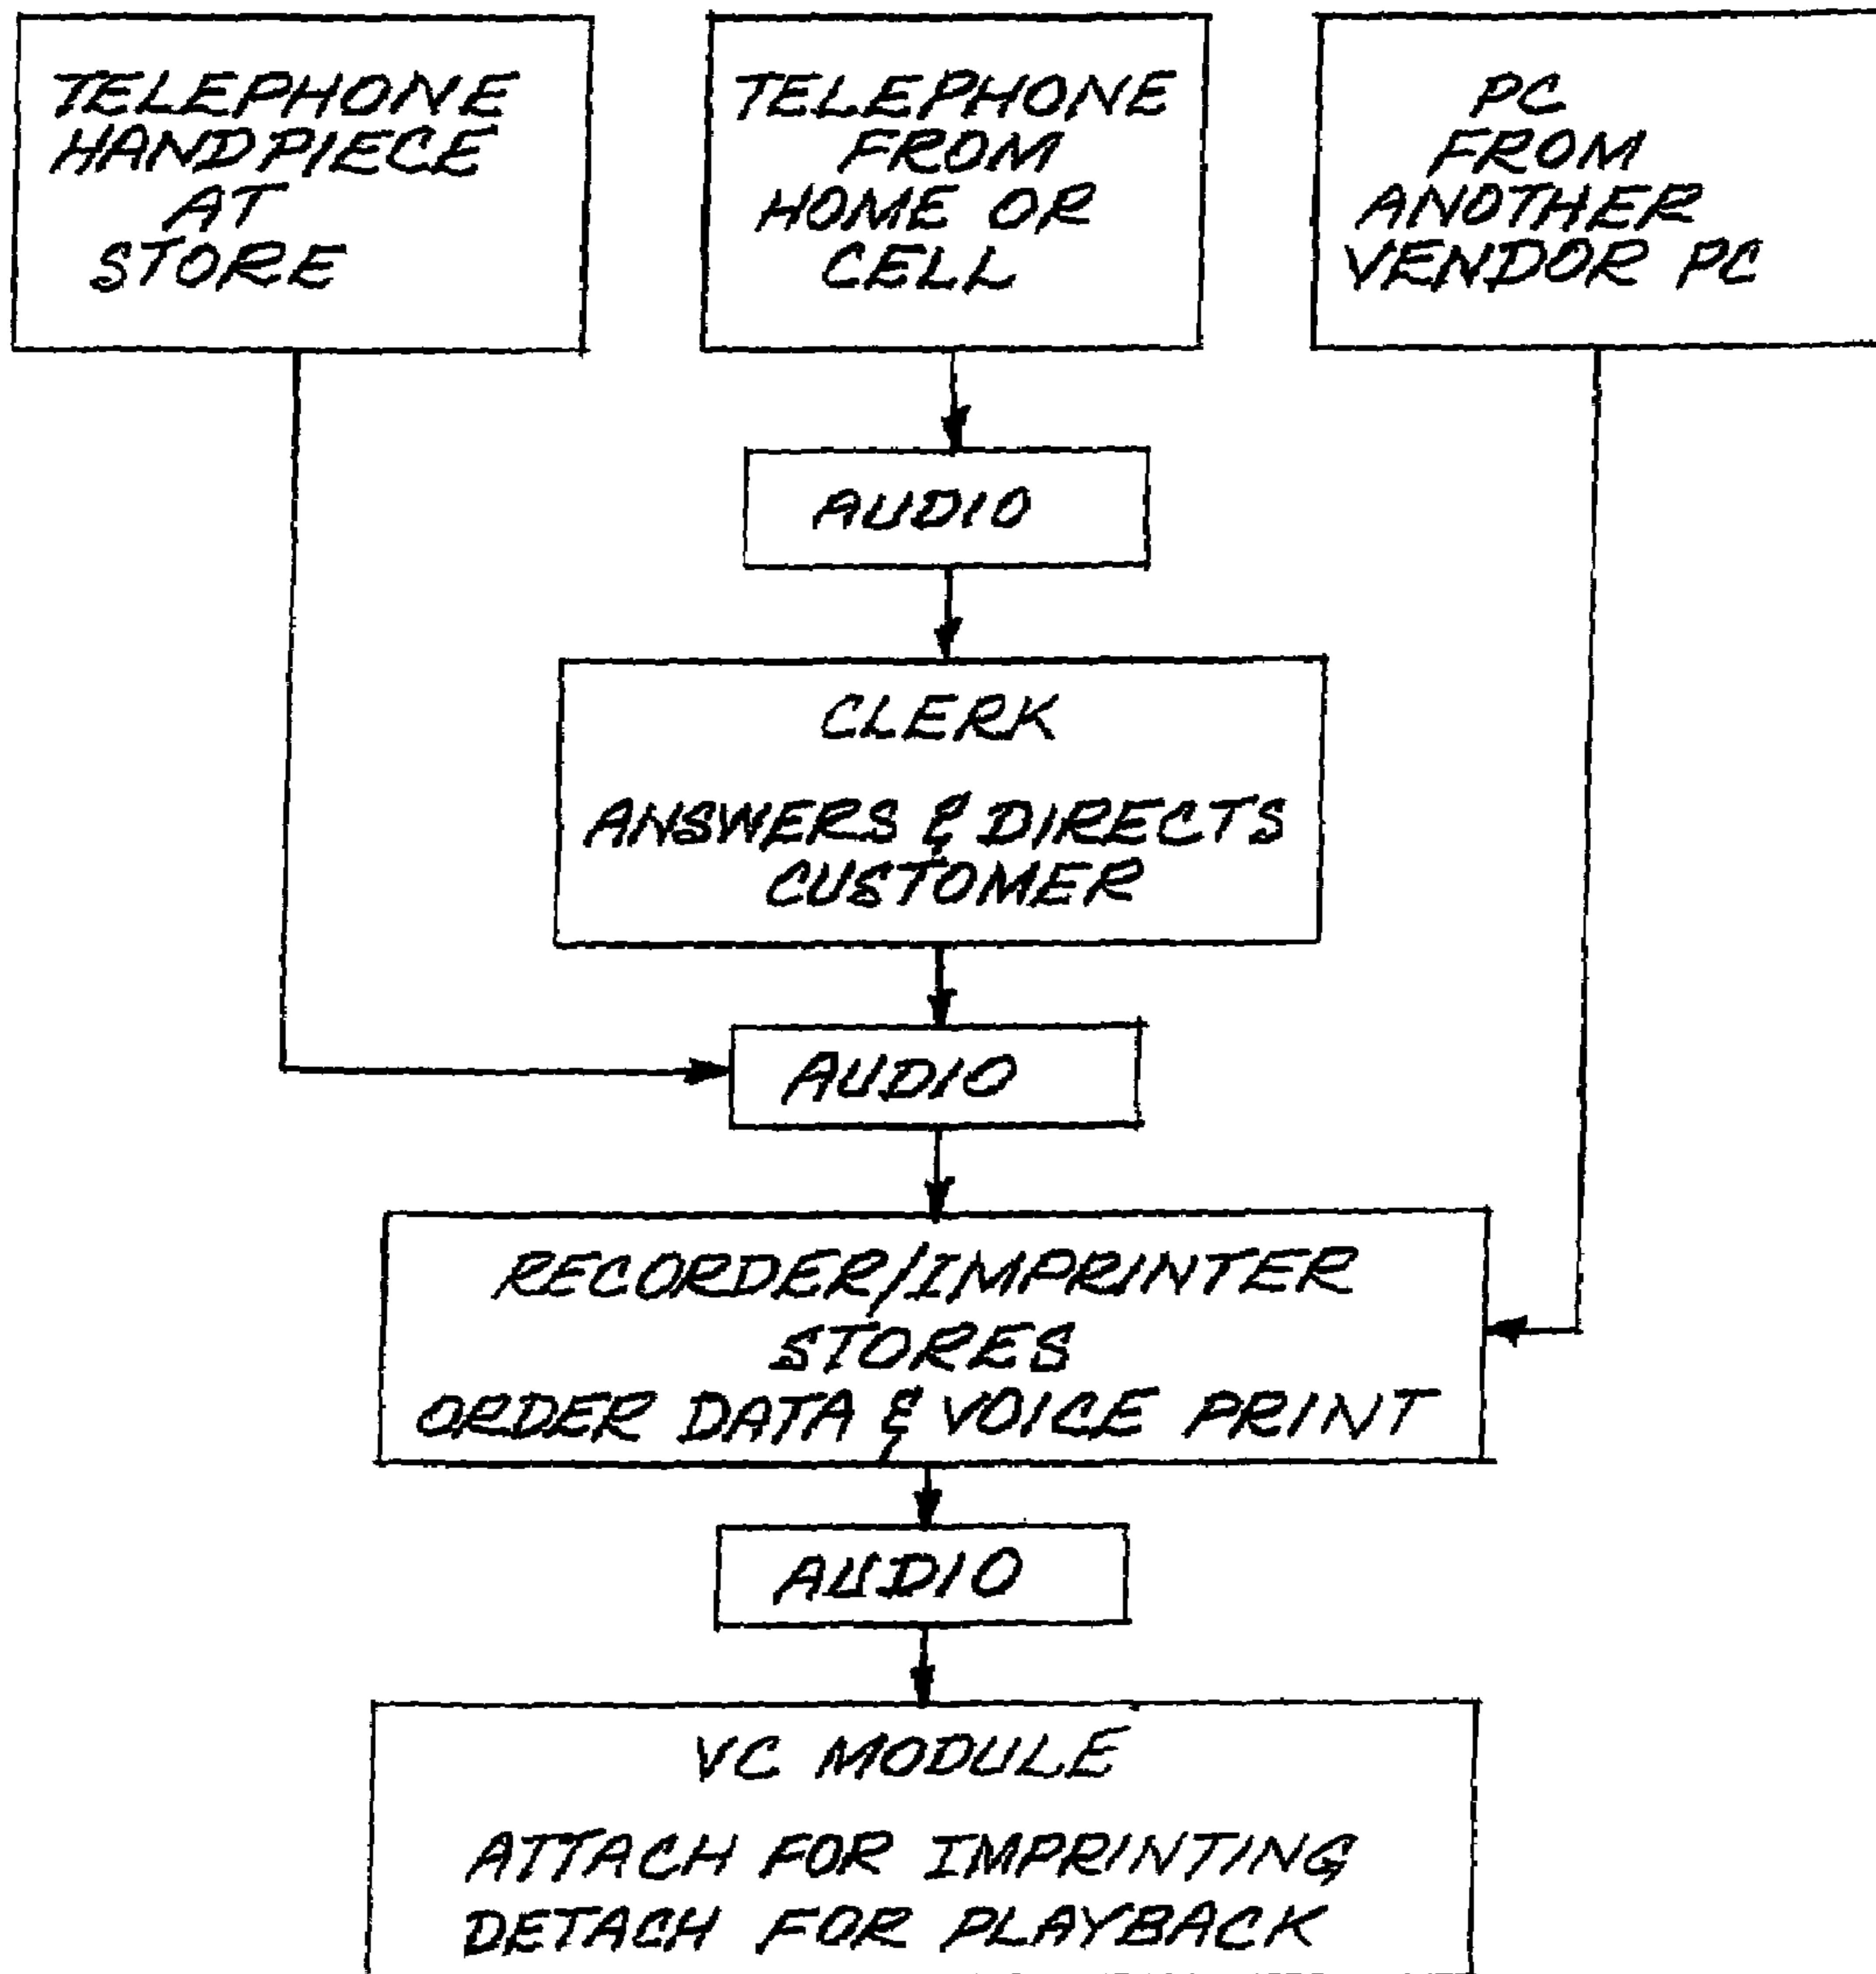 TELEPHONE
HANDPIECE
AT
STORE
TELEPHONE
FROM
HOME OR
CELL
PC
FROM
ANOTHER
VENDOR PC
AUDIO
CLERK
ANSWERS & DIRECTS
CUSTOMER
AUDIO
RECORDER/IMPRINTER
STORES
ORDER DATA & VOICE PRINT
AUDIO
VC MODULE
ATTACH FOR IMPRINTING
DETACH FOR PLAYBACK